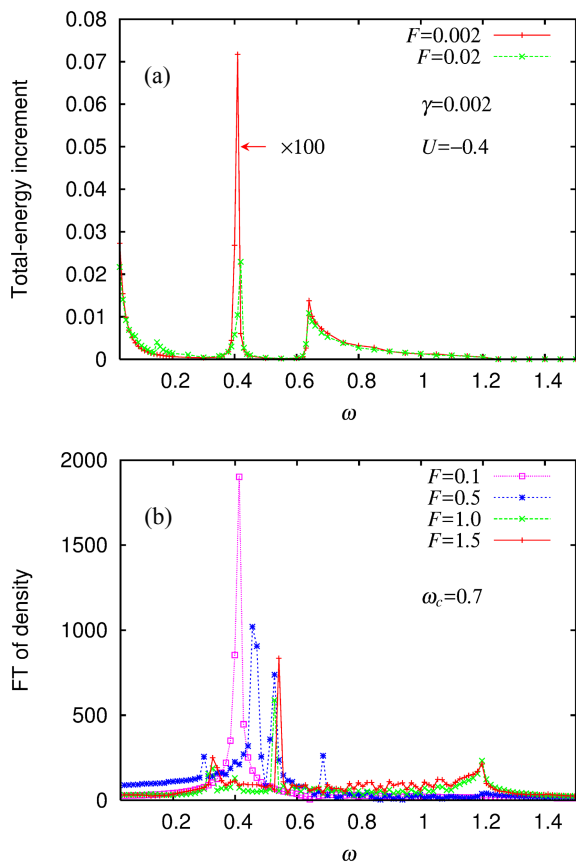 Total-energy increment
0.08
0.07
0.06
0.05
0.04
0.03
0.02
0.01
0
(a)
F=0.002
F=0.02
γ=0.002
×100
U=−0.4
0.2 0.4 0.6 0.8 1 1.2 1.4
ω
FT of density
2000
1500
1000
500
0
(b)
F=0.1
F=0.5
F=1.0
F=1.5
ω_c=0.7
0.2 0.4 0.6 0.8 1 1.2 1.4
ω